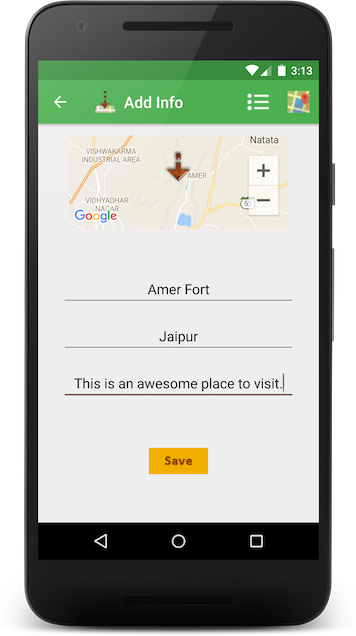 3:13
Add Info
Natata
VISHWAKARMA
INDUSTRIAL AREA
AMER
VIDHYADHAR
NAGAR
Google
+
−
Amer Fort
Jaipur
This is an awesome place to visit.
Save